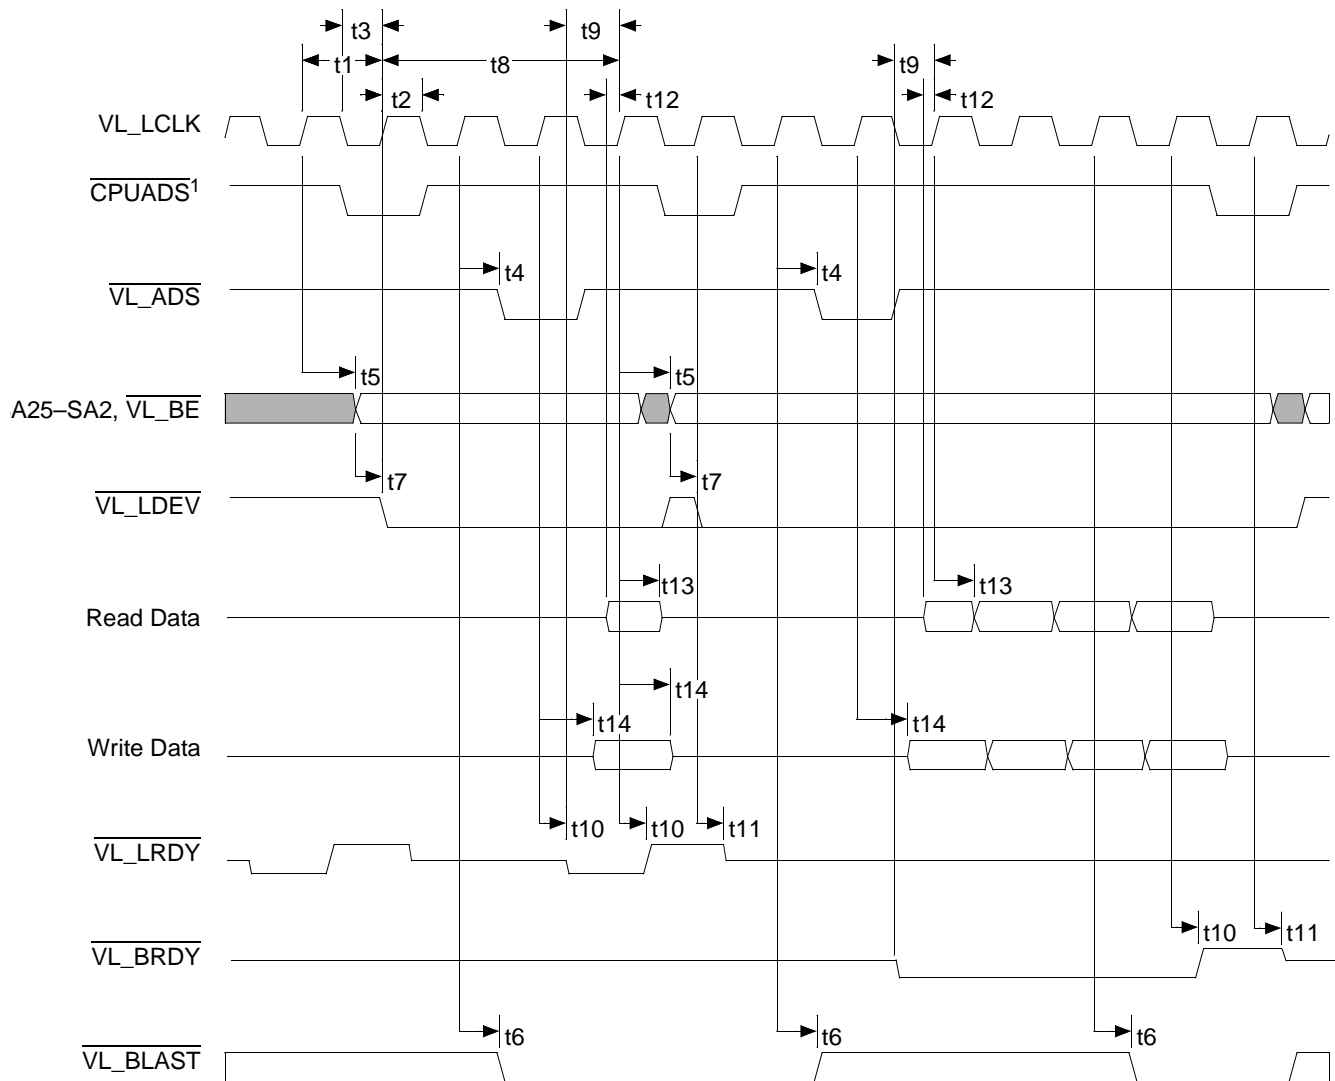 t3
t9
t1
t8
t9
t2
t12
t12
VL_LCLK
CPUADS1
t4
t4
VL_ADS
t5
t5
A25–SA2, VL_BE
t7
t7
VL_LDEV
t13
t13
Read Data
t14
t14
t14
Write Data
t10
t10
t11
VL_LRDY
t10
t11
VL_BRDY
t6
t6
t6
VL_BLAST